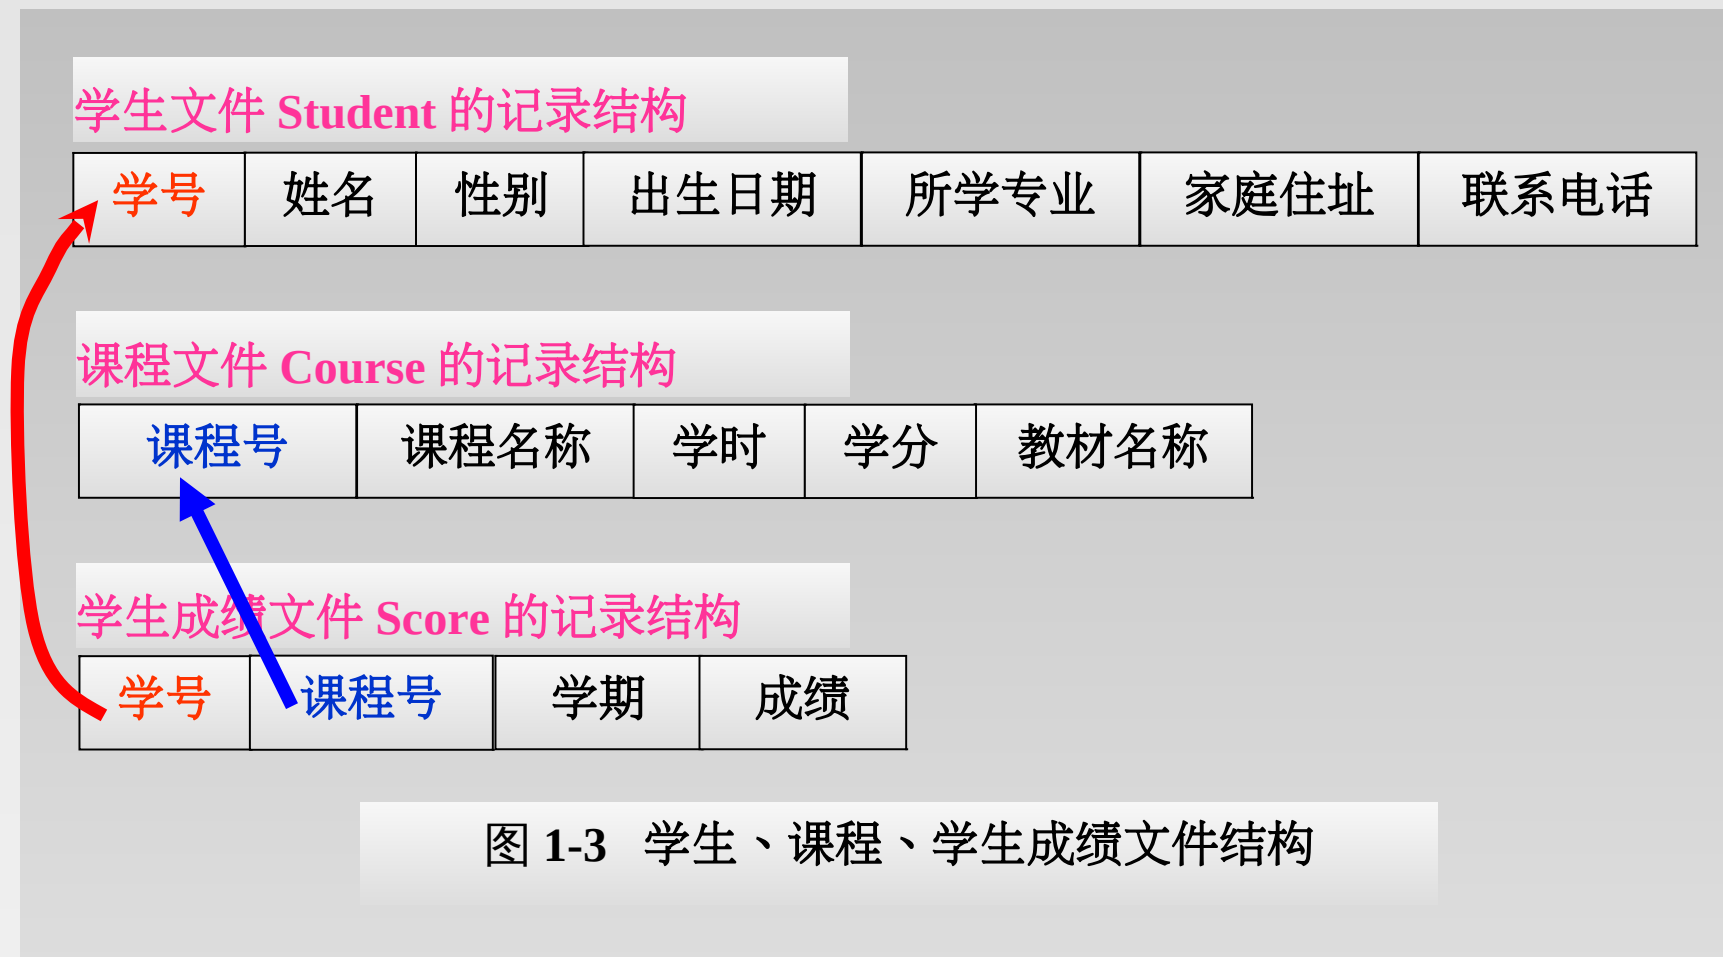 学生文件 Student 的记录结构
学号 姓名 性别 出生日期 所学专业 家庭住址 联系电话
课程文件 Course 的记录结构
课程号 课程名称 学时 学分 教材名称
学生成绩文件 Score 的记录结构
学号 课程号 学期 成绩
图 1-3 学生、课程、学生成绩文件结构